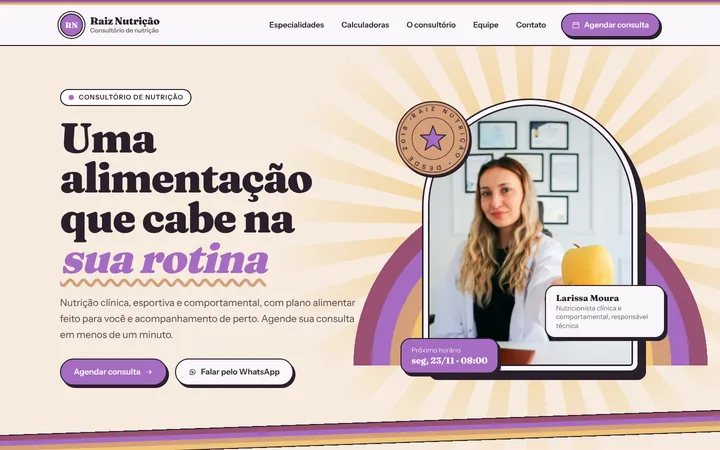 RN
Raiz Nutrição
Consultório de nutrição
Especialidades
Calculadoras
O consultório
Equipe
Contato
Agendar consulta
CONSULTÓRIO DE NUTRIÇÃO
Uma
alimentação
que cabe na
sua rotina
Nutrição clínica, esportiva e comportamental, com plano alimentar
feito para você e acompanhamento de perto. Agende sua consulta
em menos de um minuto.
Agendar consulta →
Falar pelo WhatsApp
RAIZ NUTRIÇÃO • DESDE 2018 •
Larissa Moura
Nutricionista clínica e
comportamental, responsável
técnica
Próximo horário
seg, 23/11 · 08:00